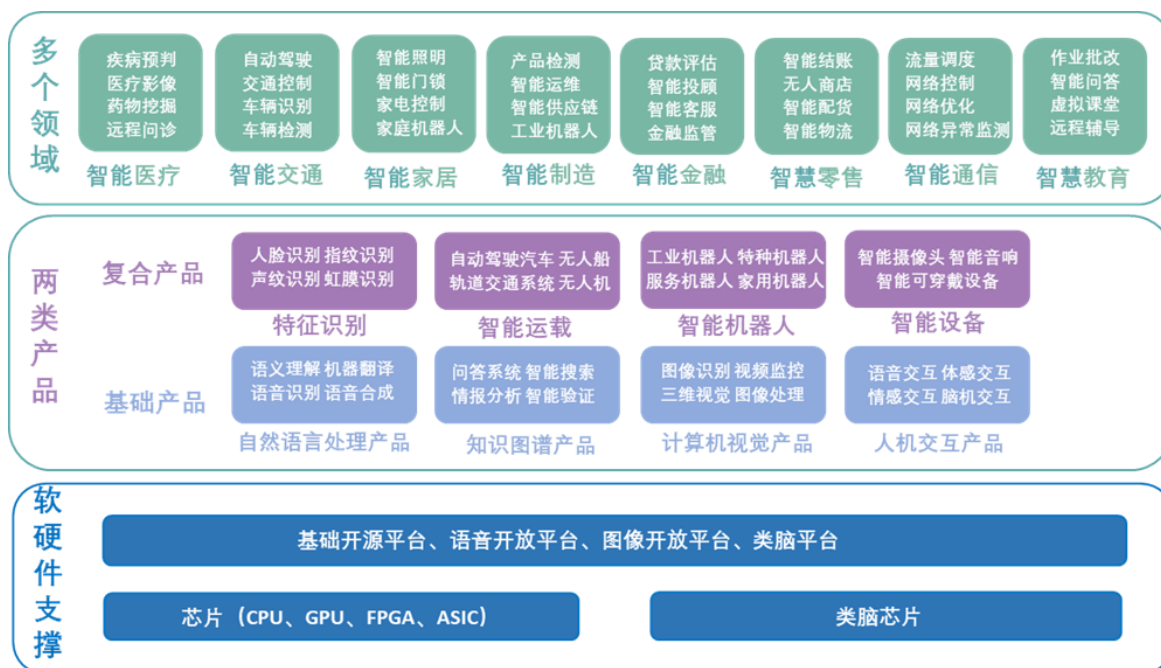 多个领域
疾病预判
医疗影像
药物挖掘
远程问诊
智能医疗
自动驾驶
交通控制
车辆识别
车辆检测
智能交通
智能照明
智能门锁
家电控制
家庭机器人
智能家居
产品检测
智能运维
智能供应链
工业机器人
智能制造
贷款评估
智能投顾
智能客服
金融监管
智能金融
智能结账
无人商店
智能配货
智能物流
智慧零售
流量调度
网络控制
网络优化
网络异常监测
智能通信
作业批改
智能问答
虚拟课堂
远程辅导
智慧教育
两类产品
复合产品
人脸识别 指纹识别
声纹识别 虹膜识别
特征识别
自动驾驶汽车 无人船
轨道交通系统 无人机
智能运载
工业机器人 特种机器人
服务机器人 家用机器人
智能机器人
智能摄像头 智能音响
智能可穿戴设备
智能设备
基础产品
语义理解 机器翻译
语音识别 语音合成
自然语言处理产品
问答系统 智能搜索
情报分析 智能验证
知识图谱产品
图像识别 视频监控
三维视觉 图像处理
计算机视觉产品
语音交互 体感交互
情感交互 脑机交互
人机交互产品
软硬件支撑
基础开源平台、语音开放平台、图像开放平台、类脑平台
芯片（CPU、GPU、FPGA、ASIC）
类脑芯片